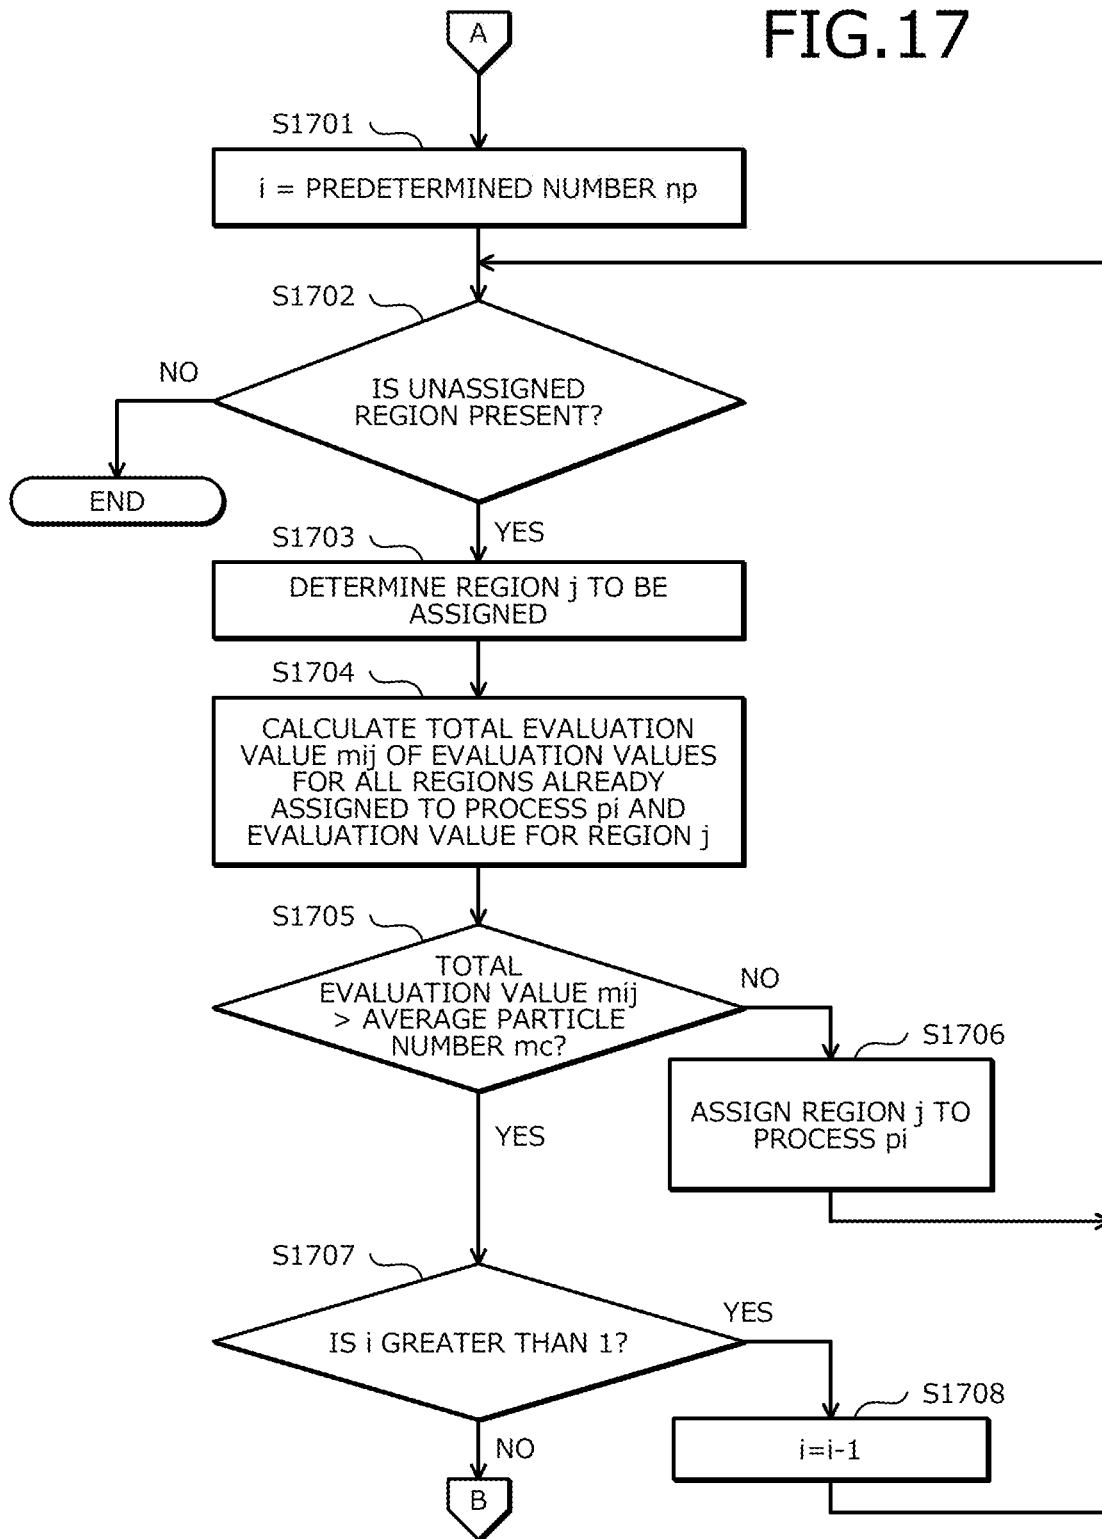 FIG.17
A
S1701
i = PREDETERMINED NUMBER np
S1702
NO
IS UNASSIGNED
REGION PRESENT?
END
YES
S1703
DETERMINE REGION j TO BE
ASSIGNED
S1704
CALCULATE TOTAL EVALUATION
VALUE mij OF EVALUATION VALUES
FOR ALL REGIONS ALREADY
ASSIGNED TO PROCESS pi AND
EVALUATION VALUE FOR REGION j
S1705
TOTAL
EVALUATION VALUE mij
> AVERAGE PARTICLE
NUMBER mc?
NO
S1706
ASSIGN REGION j TO
PROCESS pi
YES
S1707
IS i GREATER THAN 1?
YES
S1708
i=i-1
NO
B